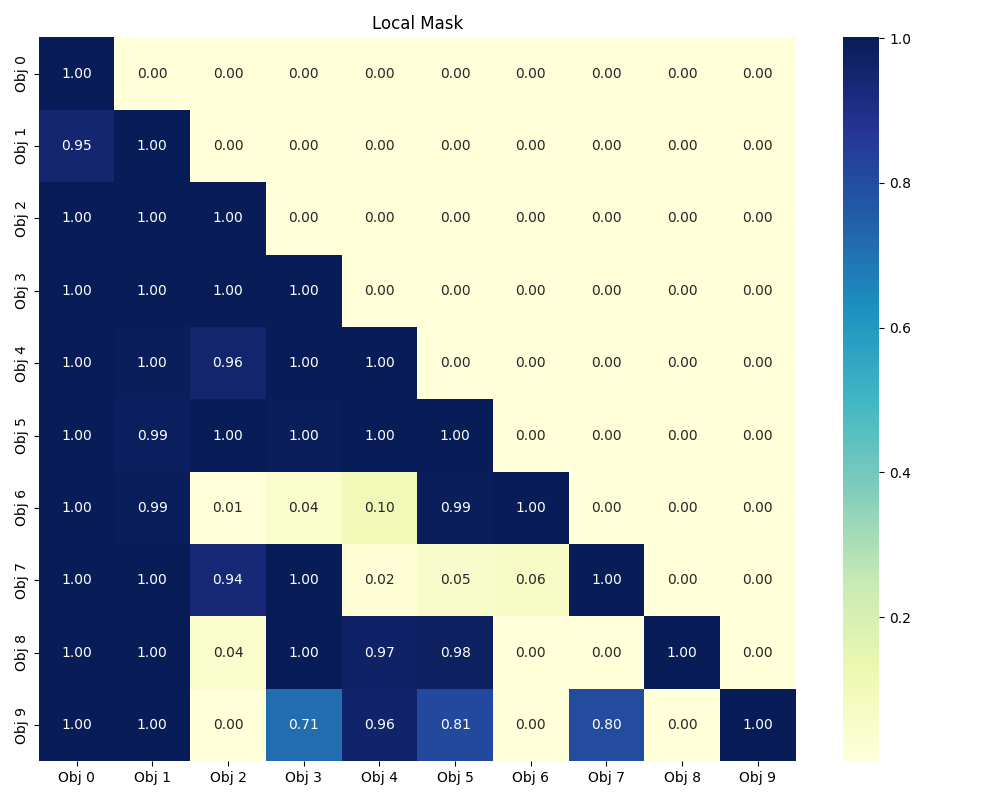 Local Mask
Obj 0 1.00 0.00 0.00 0.00 0.00 0.00 0.00 0.00 0.00 0.00
Obj 1 0.95 1.00 0.00 0.00 0.00 0.00 0.00 0.00 0.00 0.00
Obj 2 1.00 1.00 1.00 0.00 0.00 0.00 0.00 0.00 0.00 0.00
Obj 3 1.00 1.00 1.00 1.00 0.00 0.00 0.00 0.00 0.00 0.00
Obj 4 1.00 1.00 0.96 1.00 1.00 0.00 0.00 0.00 0.00 0.00
Obj 5 1.00 0.99 1.00 1.00 1.00 1.00 0.00 0.00 0.00 0.00
Obj 6 1.00 0.99 0.01 0.04 0.10 0.99 1.00 0.00 0.00 0.00
Obj 7 1.00 1.00 0.94 1.00 0.02 0.05 0.06 1.00 0.00 0.00
Obj 8 1.00 1.00 0.04 1.00 0.97 0.98 0.00 0.00 1.00 0.00
Obj 9 1.00 1.00 0.00 0.71 0.96 0.81 0.00 0.80 0.00 1.00
Obj 0 Obj 1 Obj 2 Obj 3 Obj 4 Obj 5 Obj 6 Obj 7 Obj 8 Obj 9
1.0
0.8
0.6
0.4
0.2